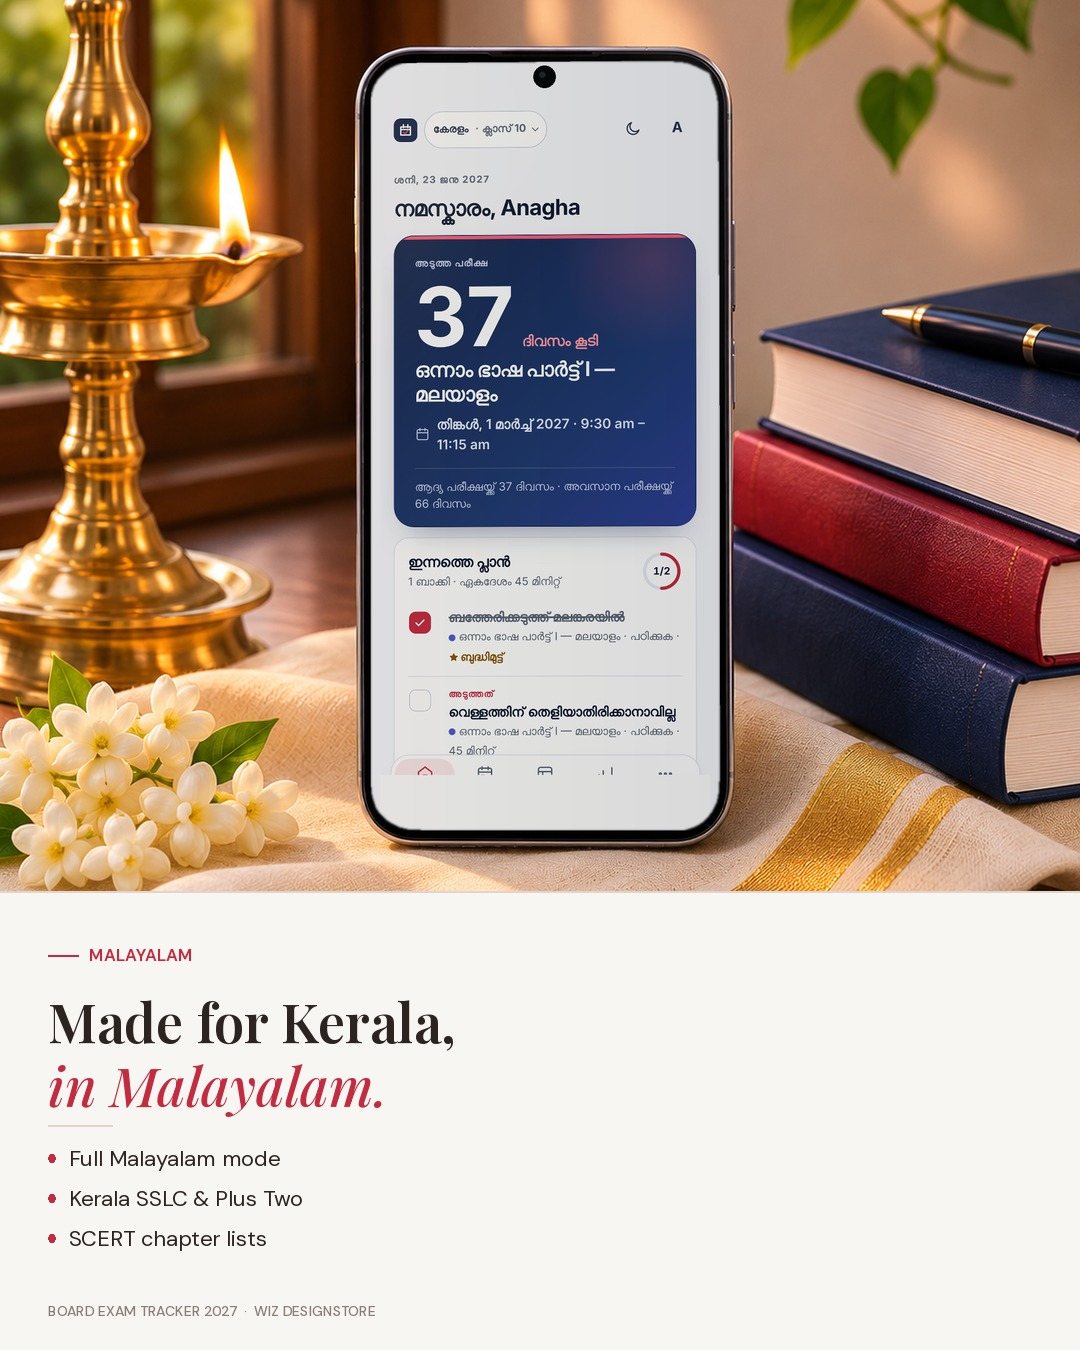 കേരളം · ക്ലാസ് 10
A
ശനി, 23 ജനു 2027
നമസ്കാരം, Anagha
അടുത്ത പരീക്ഷ
37 ദിവസം കൂടി
ഒന്നാം ഭാഷ പാർട്ട് I —
മലയാളം
തിങ്കൾ, 1 മാർച്ച് 2027 · 9:30 am –
11:15 am
ആദ്യ പരീക്ഷയ്ക്ക് 37 ദിവസം · അവസാന പരീക്ഷയ്ക്ക്
66 ദിവസം
ഇന്നത്തെ പ്ലാൻ
1/2
1 ബാക്കി · ഏകദേശം 45 മിനിറ്റ്
ബത്തേരിക്കടുത്ത് മലങ്കരയിൽ
ഒന്നാം ഭാഷ പാർട്ട് I — മലയാളം · പഠിക്കുക ·
★ ബുദ്ധിമുട്ട്
അടുത്തത്
വെള്ളത്തിന് തെളിയാതിരിക്കാനാവില്ല
ഒന്നാം ഭാഷ പാർട്ട് I — മലയാളം · പഠിക്കുക ·
45 മിനിറ്റ്
MALAYALAM
Made for Kerala,
in Malayalam.
• Full Malayalam mode
• Kerala SSLC & Plus Two
• SCERT chapter lists
BOARD EXAM TRACKER 2027 · WIZ DESIGNSTORE